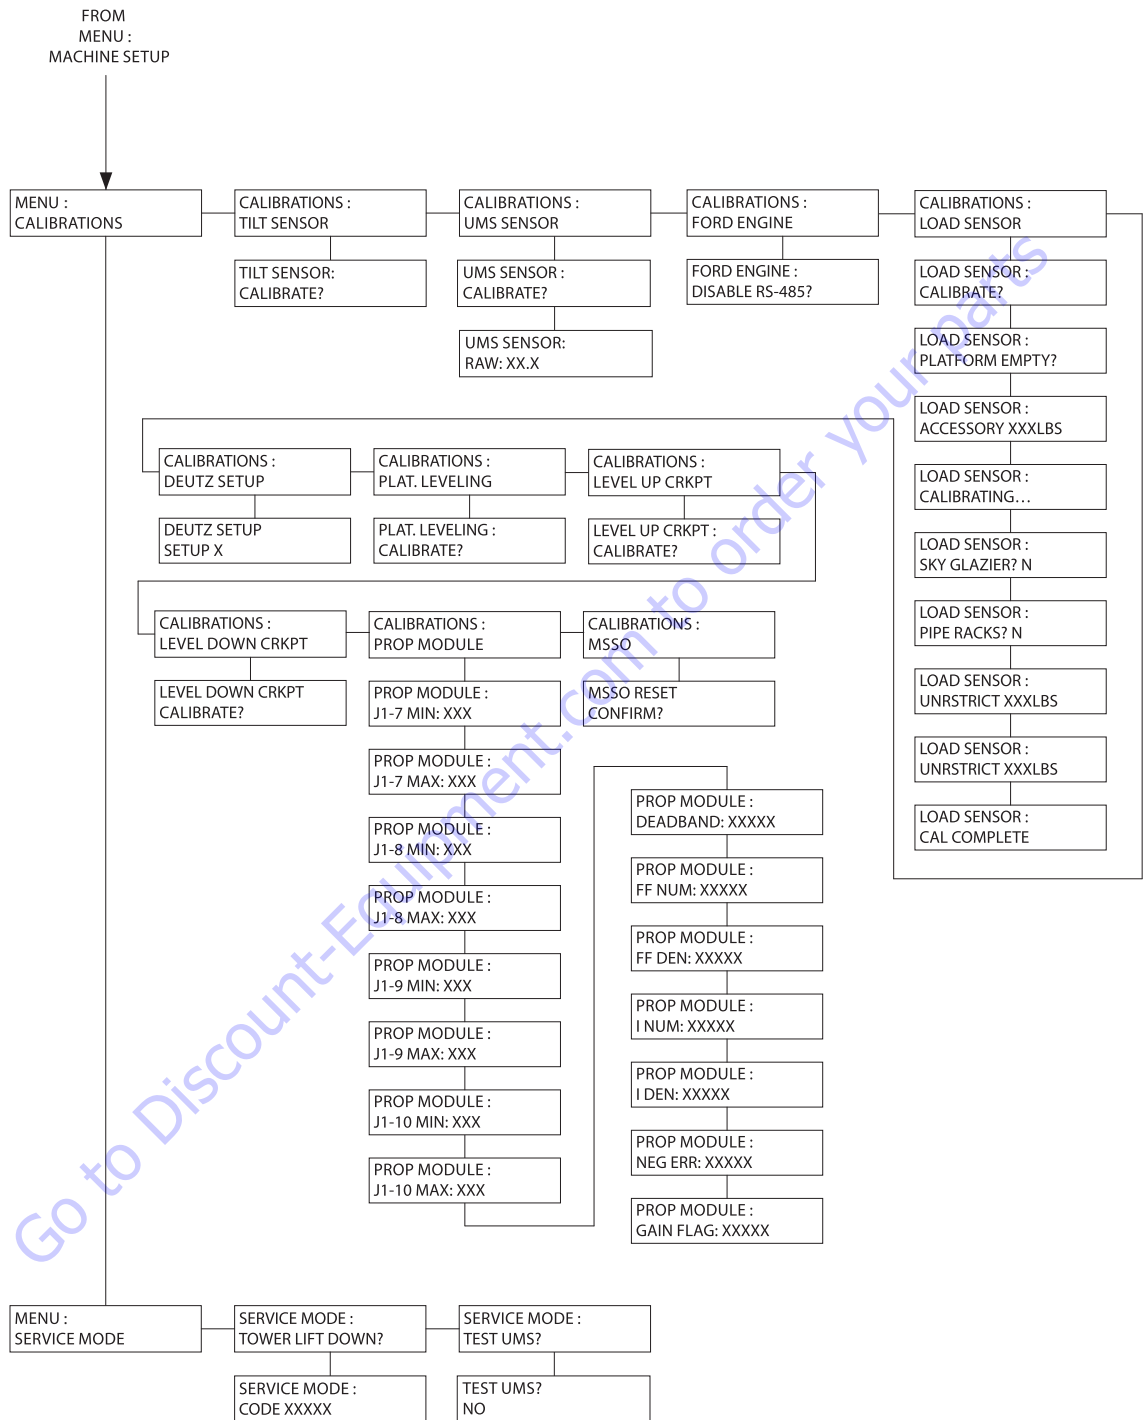 FROM
MENU :
MACHINE SETUP
MENU :
CALIBRATIONS
CALIBRATIONS :
TILT SENSOR
TILT SENSOR:
CALIBRATE?
CALIBRATIONS :
UMS SENSOR
UMS SENSOR :
CALIBRATE?
UMS SENSOR:
RAW: XX.X
CALIBRATIONS :
FORD ENGINE
FORD ENGINE :
DISABLE RS-485?
CALIBRATIONS :
LOAD SENSOR
LOAD SENSOR :
CALIBRATE?
LOAD SENSOR :
PLATFORM EMPTY?
LOAD SENSOR :
ACCESSORY XXXLBS
LOAD SENSOR :
CALIBRATING...
LOAD SENSOR :
SKY GLAZIER? N
LOAD SENSOR :
PIPE RACKS? N
LOAD SENSOR :
UNRSTRICT XXXLBS
LOAD SENSOR :
UNRSTRICT XXXLBS
LOAD SENSOR :
CAL COMPLETE
CALIBRATIONS :
DEUTZ SETUP
DEUTZ SETUP
SETUP X
CALIBRATIONS :
PLAT. LEVELING
PLAT. LEVELING :
CALIBRATE?
CALIBRATIONS :
LEVEL UP CRKPT
LEVEL UP CRKPT :
CALIBRATE?
CALIBRATIONS :
LEVEL DOWN CRKPT
LEVEL DOWN CRKPT
CALIBRATE?
CALIBRATIONS :
PROP MODULE
PROP MODULE :
J1-7 MIN: XXX
PROP MODULE :
J1-7 MAX: XXX
PROP MODULE :
J1-8 MIN: XXX
PROP MODULE :
J1-8 MAX: XXX
PROP MODULE :
J1-9 MIN: XXX
PROP MODULE :
J1-9 MAX: XXX
PROP MODULE :
J1-10 MIN: XXX
PROP MODULE :
J1-10 MAX: XXX
CALIBRATIONS :
MSSO
MSSO RESET
CONFIRM?
PROP MODULE :
DEADBAND: XXXXX
PROP MODULE :
FF NUM: XXXXX
PROP MODULE :
FF DEN: XXXXX
PROP MODULE :
I NUM: XXXXX
PROP MODULE :
I DEN: XXXXX
PROP MODULE :
NEG ERR: XXXXX
PROP MODULE :
GAIN FLAG: XXXXX
MENU :
SERVICE MODE
SERVICE MODE :
TOWER LIFT DOWN?
SERVICE MODE :
CODE XXXXX
SERVICE MODE :
TEST UMS?
TEST UMS?
NO
Go to Discount-Equipment.com to order your parts